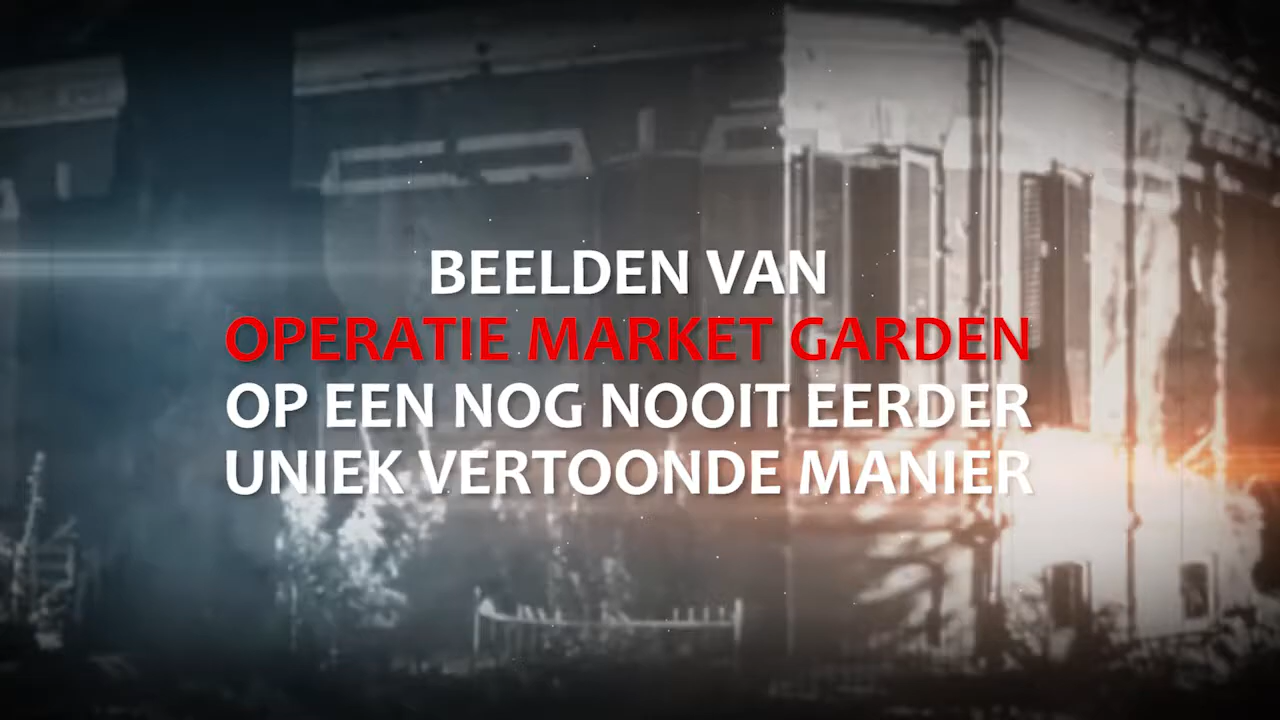 BEELDEN VAN
OPERATIE MARKET GARDEN
OP EEN NOG NOOIT EERDER
UNIEK VERTOONDE MANIER